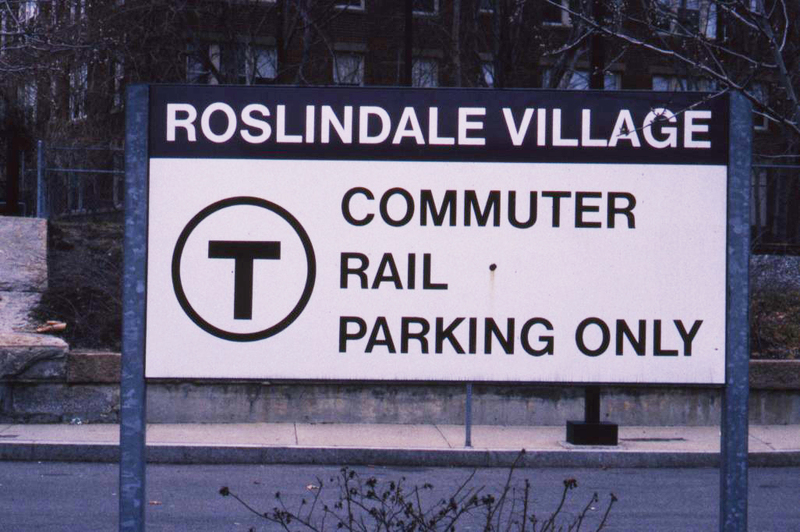 ROSLINDALE VILLAGE
T
COMMUTER
RAIL
PARKING ONLY